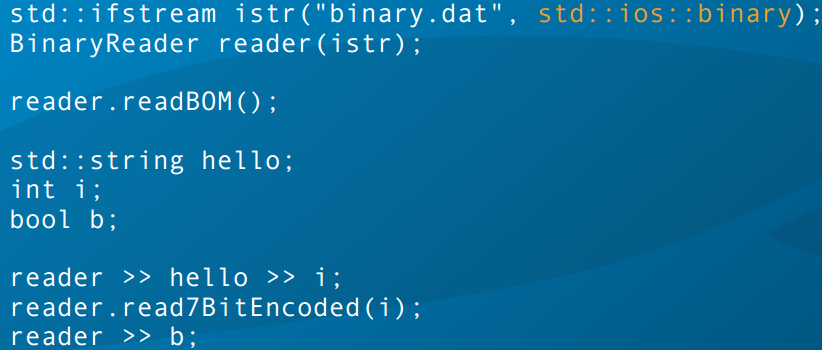 std::ifstream istr("binary.dat", std::ios::binary);
BinaryReader reader(istr);
reader.readBOM();
std::string hello;
int i;
bool b;
reader >> hello >> i;
reader.read7BitEncoded(i);
reader >> b;